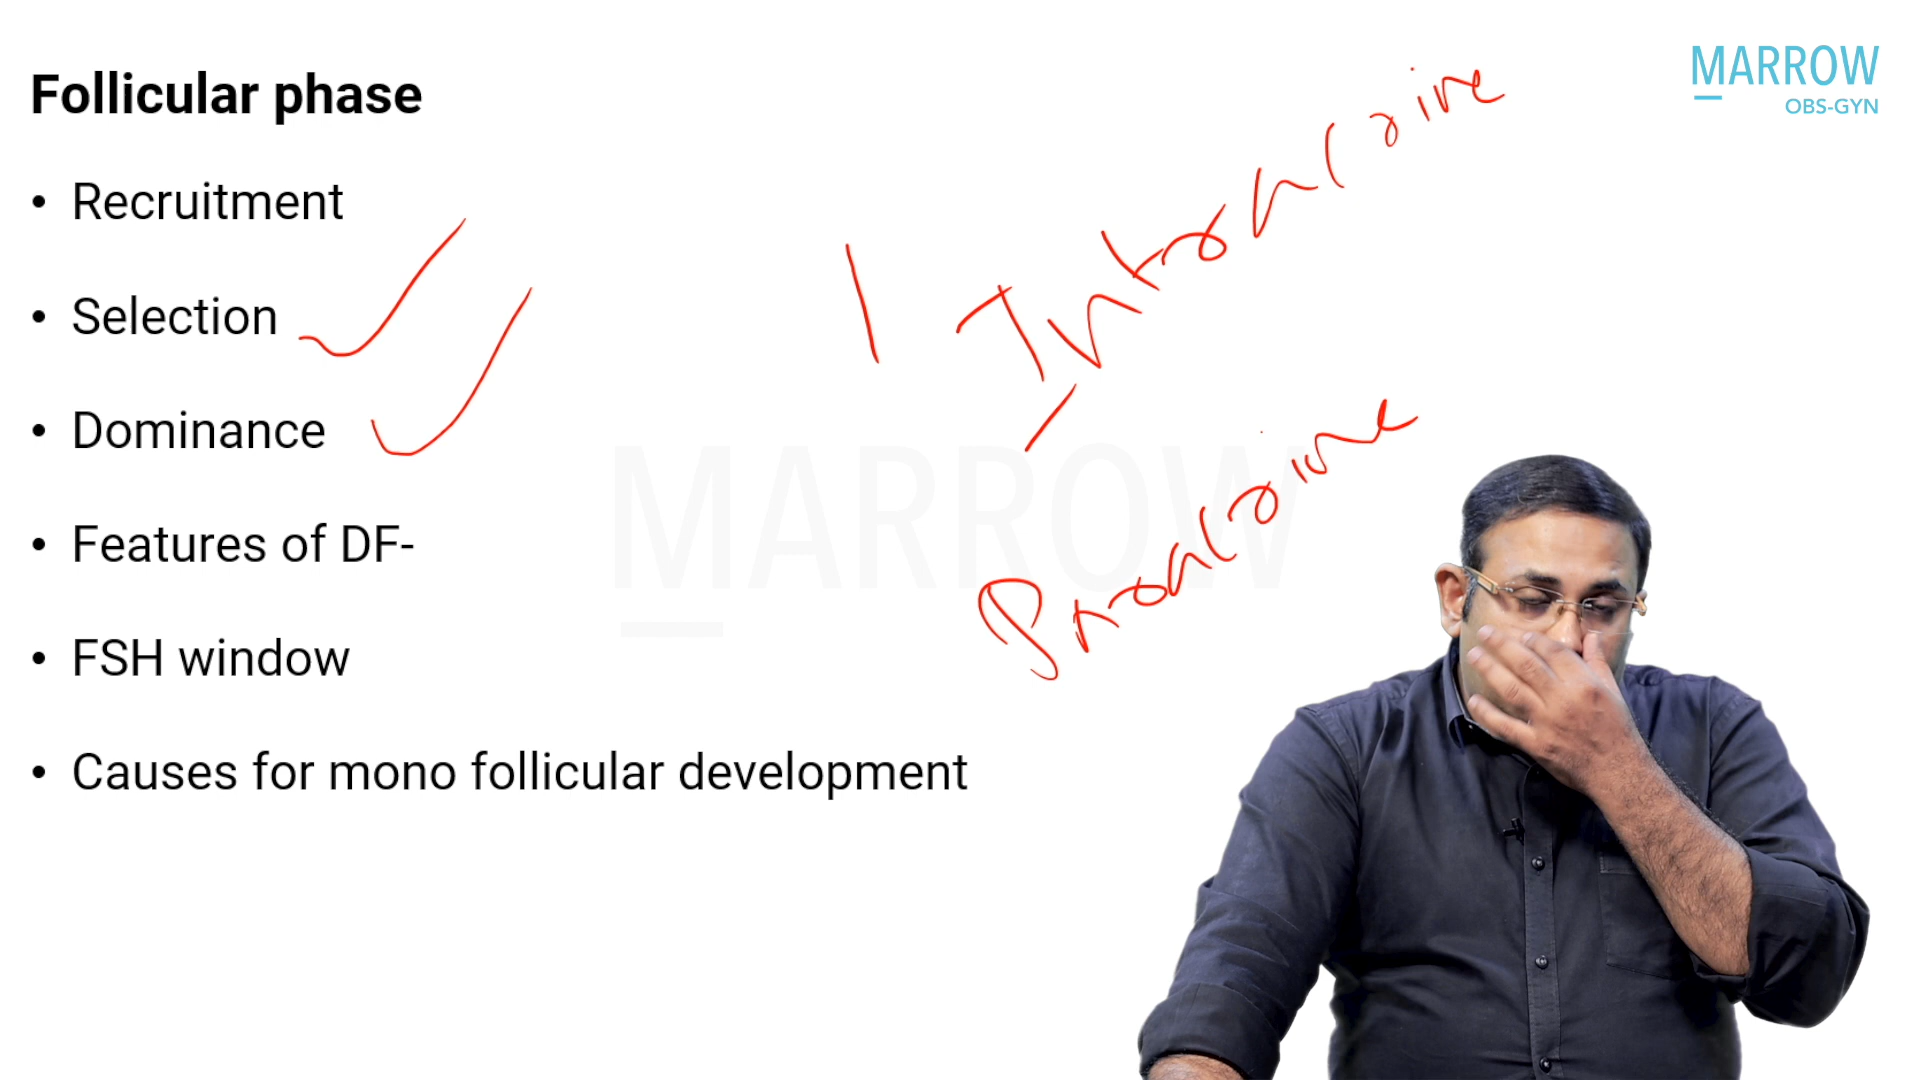 Follicular phase
MARROW
OBS-GYN
• Recruitment
• Selection
• Dominance
• Features of DF-
• FSH window
• Causes for mono follicular development
Intracrine
Paracrine
MARROW